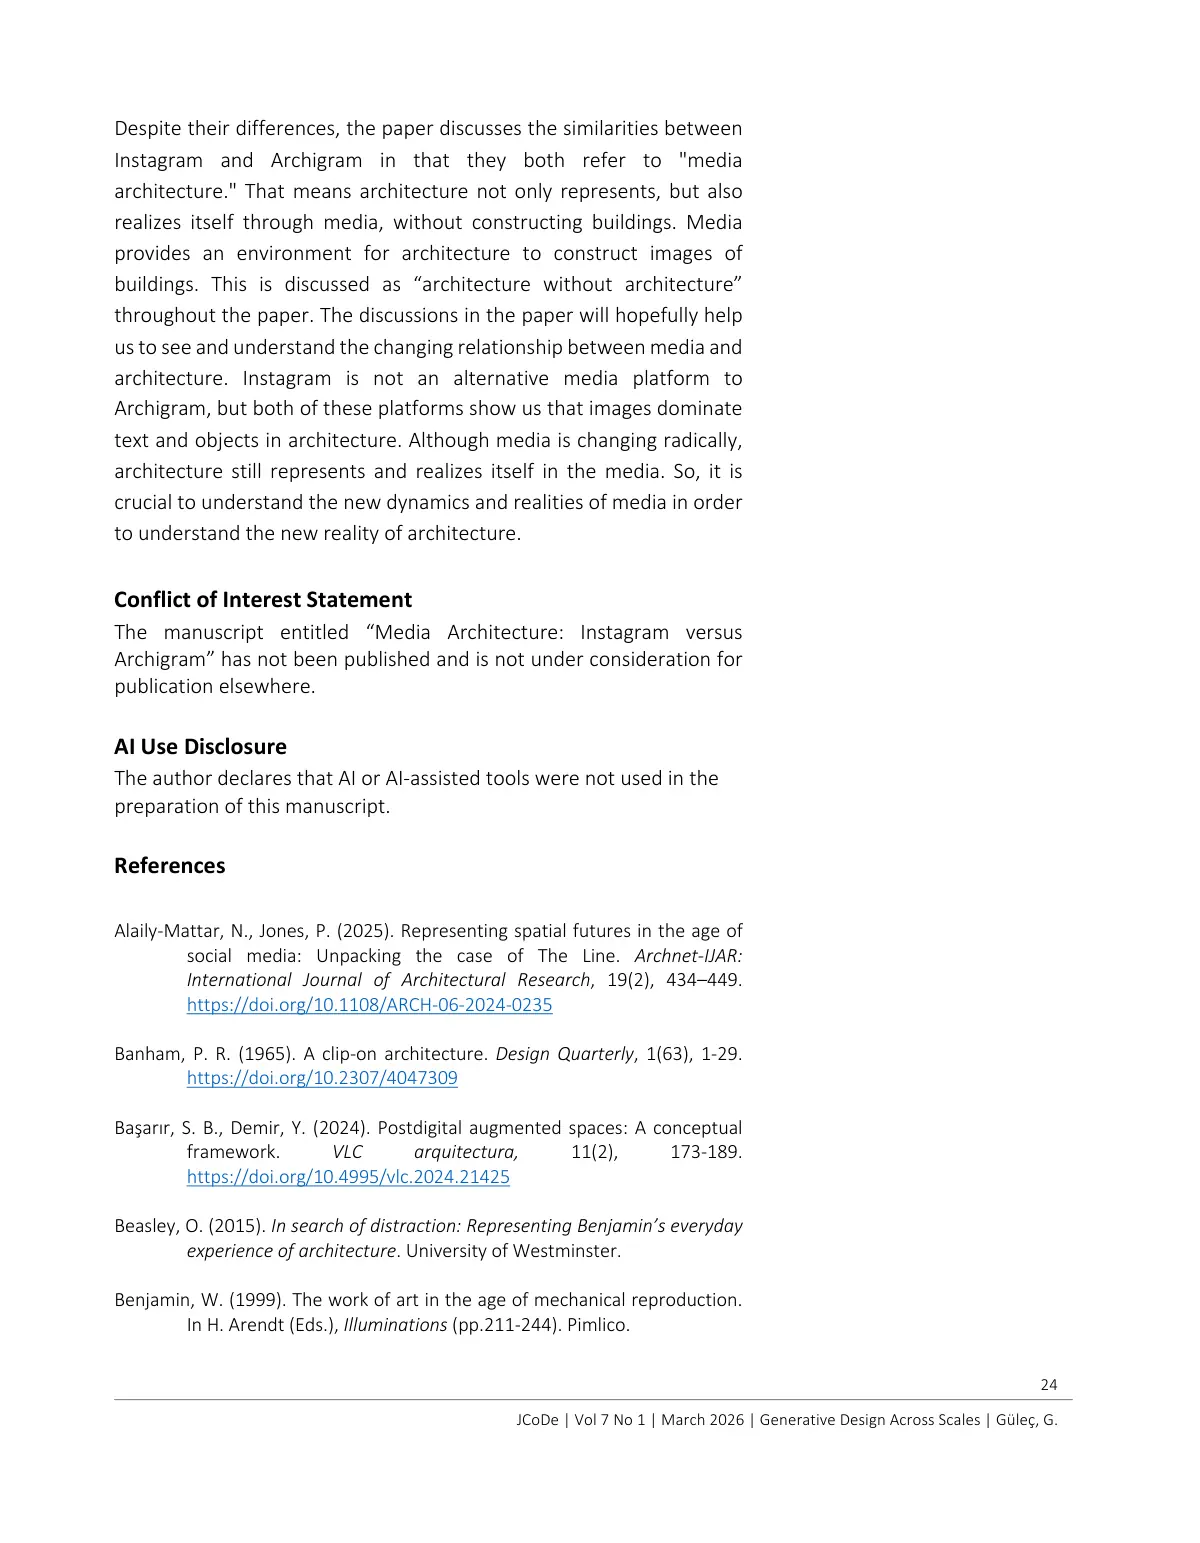 Despite their differences, the paper discusses the similarities between
Instagram and Archigram in that they both refer to "media
architecture." That means architecture not only represents, but also
realizes itself through media, without constructing buildings. Media
provides an environment for architecture to construct images of
buildings. This is discussed as “architecture without architecture”
throughout the paper. The discussions in the paper will hopefully help
us to see and understand the changing relationship between media and
architecture. Instagram is not an alternative media platform to
Archigram, but both of these platforms show us that images dominate
text and objects in architecture. Although media is changing radically,
architecture still represents and realizes itself in the media. So, it is
crucial to understand the new dynamics and realities of media in order
to understand the new reality of architecture.
Conflict of Interest Statement
The manuscript entitled “Media Architecture: Instagram versus
Archigram” has not been published and is not under consideration for
publication elsewhere.
AI Use Disclosure
The author declares that AI or AI-assisted tools were not used in the
preparation of this manuscript.
References
Alaily-Mattar, N., Jones, P. (2025). Representing spatial futures in the age of
social media: Unpacking the case of The Line. Archnet-IJAR:
International Journal of Architectural Research, 19(2), 434–449.
https://doi.org/10.1108/ARCH-06-2024-0235
Banham, P. R. (1965). A clip-on architecture. Design Quarterly, 1(63), 1-29.
https://doi.org/10.2307/4047309
Başarır, S. B., Demir, Y. (2024). Postdigital augmented spaces: A conceptual
framework. VLC arquitectura, 11(2), 173-189.
https://doi.org/10.4995/vlc.2024.21425
Beasley, O. (2015). In search of distraction: Representing Benjamin’s everyday
experience of architecture. University of Westminster.
Benjamin, W. (1999). The work of art in the age of mechanical reproduction.
In H. Arendt (Eds.), Illuminations (pp.211-244). Pimlico.
24
JCoDe | Vol 7 No 1 | March 2026 | Generative Design Across Scales | Güleç, G.